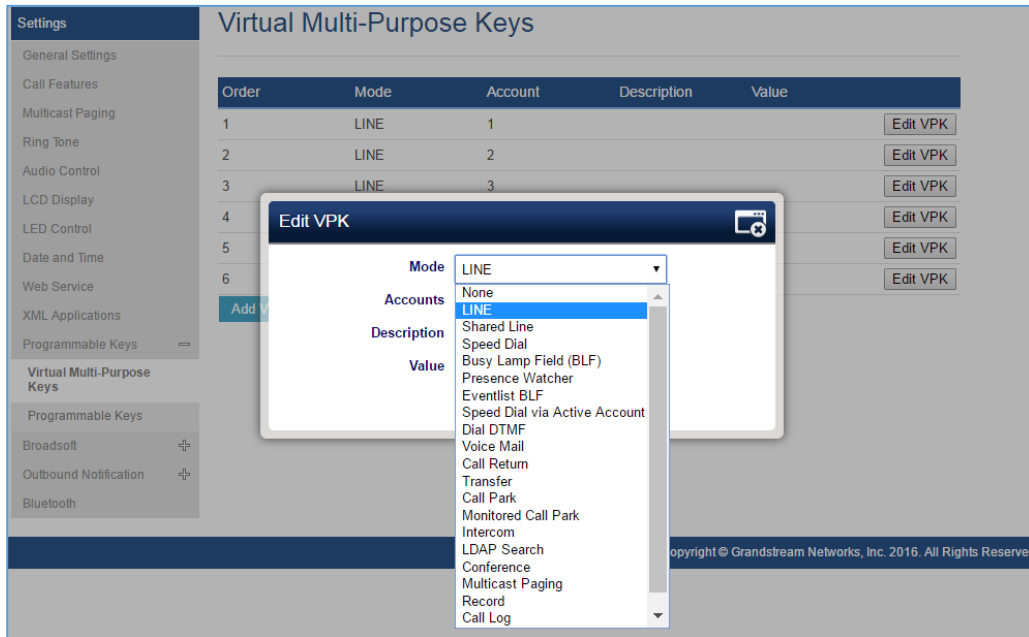 Settings
General Settings
Call Features
Multicast Paging
Ring Tone
Audio Control
LCD Display
LED Control
Date and Time
Web Service
XML Applications
Programmable Keys
Virtual Multi-Purpose
Keys
Programmable Keys
Broadsoft
Outbound Notification
Bluetooth
Virtual Multi-Purpose Keys
Order Mode Account Description Value
1 LINE 1 Edit VPK
2 LINE 2 Edit VPK
3 LINE 3 Edit VPK
4 Edit VPK
5 Edit VPK
6 Edit VPK
Add
Edit VPK
Mode LINE
Accounts
Description
Value
None
LINE
Shared Line
Speed Dial
Busy Lamp Field (BLF)
Presence Watcher
Eventlist BLF
Speed Dial via Active Account
Dial DTMF
Voice Mail
Call Return
Transfer
Call Park
Monitored Call Park
Intercom
LDAP Search
Conference
Multicast Paging
Record
Call Log
opyright © Grandstream Networks, Inc. 2016. All Rights Reserve